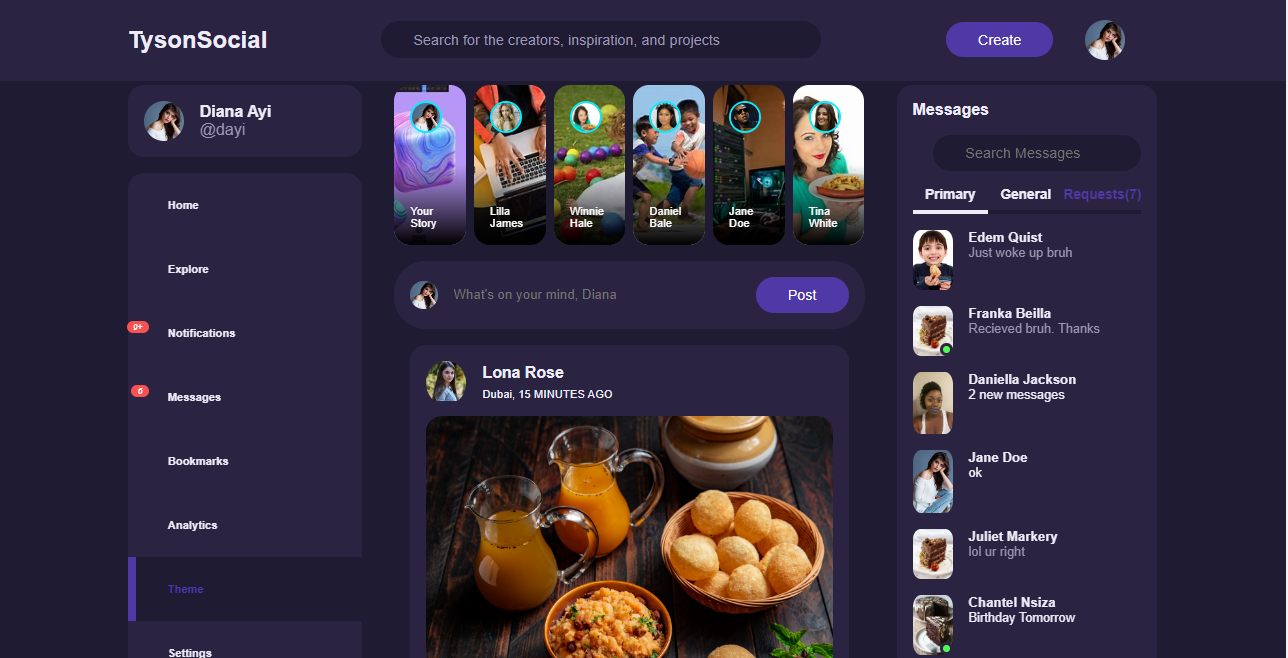 TysonSocial
Search for the creators, inspiration, and projects
Create
Diana Ayi
@dayi
Home
Explore
9+
Notifications
6
Messages
Bookmarks
Analytics
Theme
Settings
Your
Story
Lilla
James
Winnie
Hale
Daniel
Bale
Jane
Doe
Tina
White
What's on your mind, Diana
Post
Lona Rose
Dubai, 15 MINUTES AGO
Messages
Search Messages
Primary
General
Requests(7)
Edem Quist
Just woke up bruh
Franka Beilla
Recieved bruh. Thanks
Daniella Jackson
2 new messages
Jane Doe
ok
Juliet Markery
lol ur right
Chantel Nsiza
Birthday Tomorrow